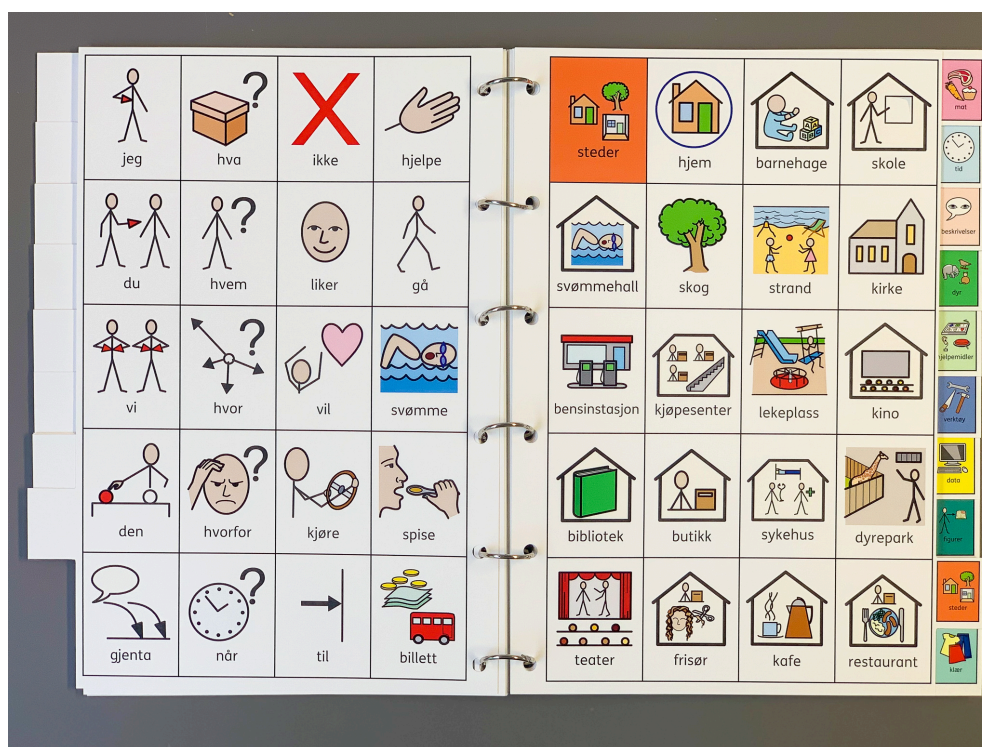 jeg
hva
ikke
hjelpe
du
hvem
liker
gå
vi
hvor
vil
svømme
den
hvorfor
kjøre
spise
gjenta
når
til
billett
steder
hjem
barnehage
skole
svømmehall
skog
strand
kirke
bensinstasjon
kjøpesenter
lekeplass
kino
bibliotek
butikk
sykehus
dyrepark
teater
frisør
kafe
restaurant
mat
tid
beskrivelser
dyr
hjelpemidler
verktøy
data
figurer
steder
klær